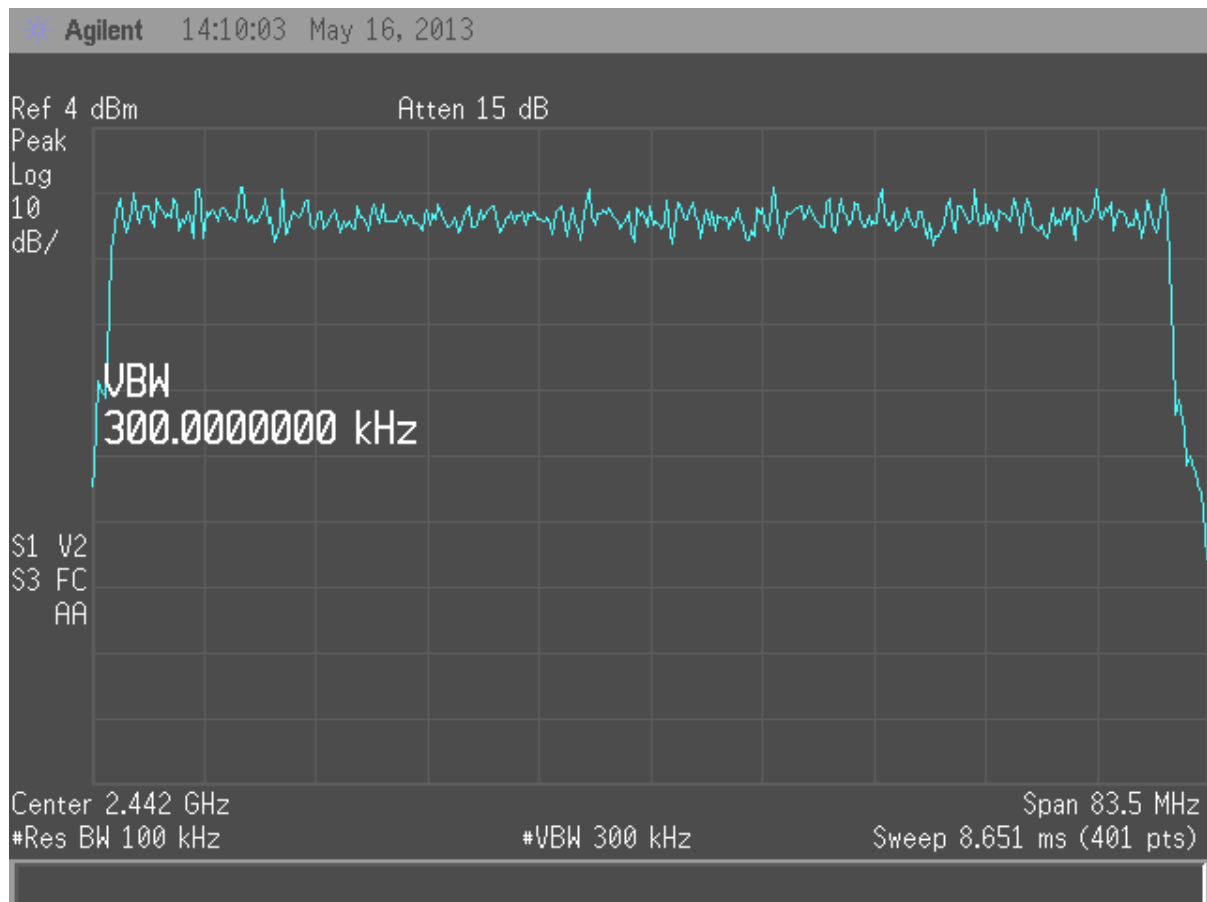 Agilent 14:10:03 May 16, 2013
Ref 4 dBm Atten 15 dB
Peak
Log
10
dB/
VBW
300.0000000 kHz
S1 V2
S3 FC
AA
Center 2.442 GHz Span 83.5 MHz
#Res BW 100 kHz #VBW 300 kHz Sweep 8.651 ms (401 pts)